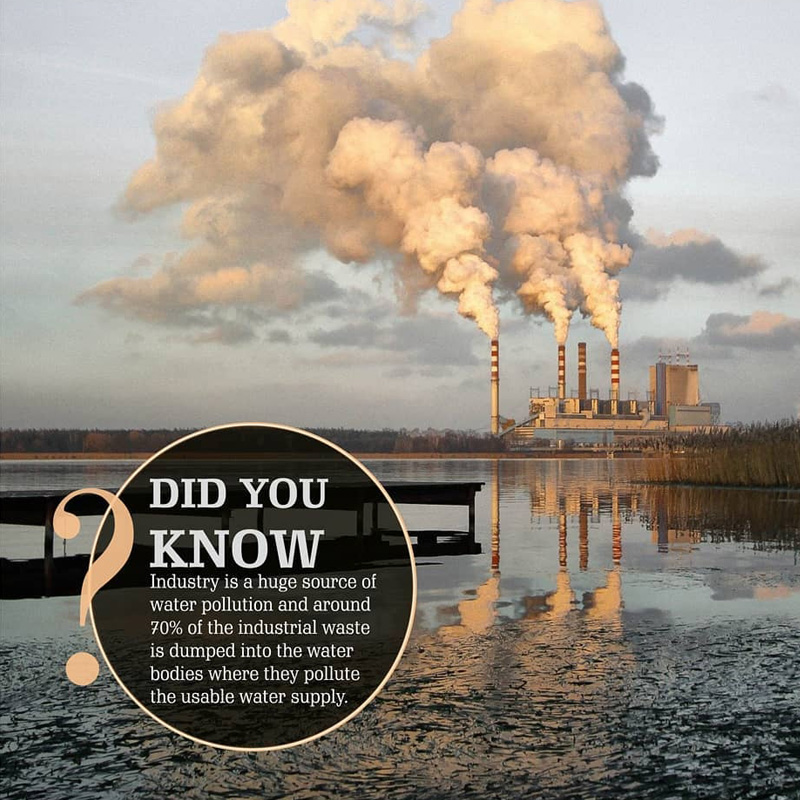 ?
DID YOU
KNOW
Industry is a huge source of
water pollution and around
70% of the industrial waste
is dumped into the water
bodies where they pollute
the usable water supply.